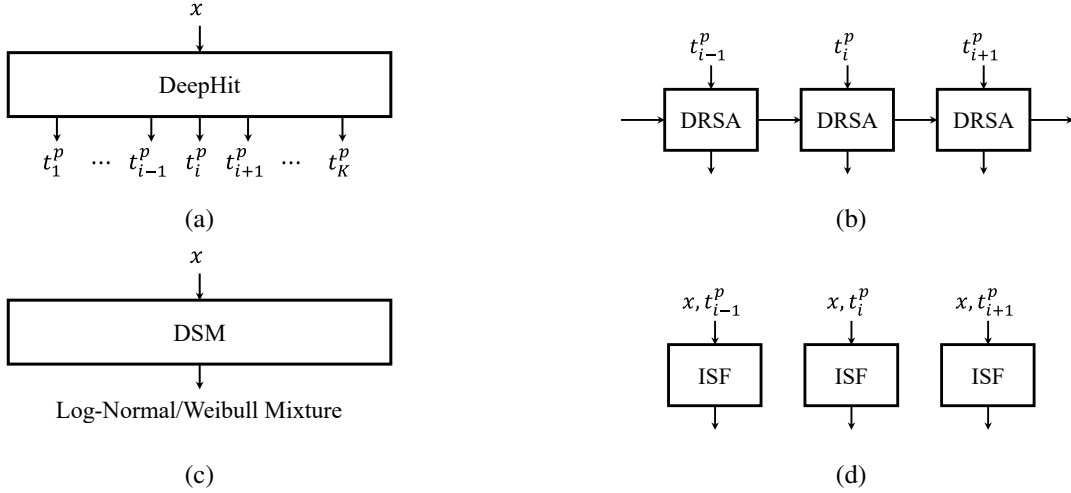 x
DeepHit
t_1^p ⋯ t_{i-1}^p t_i^p t_{i+1}^p ⋯ t_K^p
(a)
t_{i-1}^p t_i^p t_{i+1}^p
DRSA DRSA DRSA
(b)
x
DSM
Log-Normal/Weibull Mixture
(c)
x, t_{i-1}^p x, t_i^p x, t_{i+1}^p
ISF ISF ISF
(d)